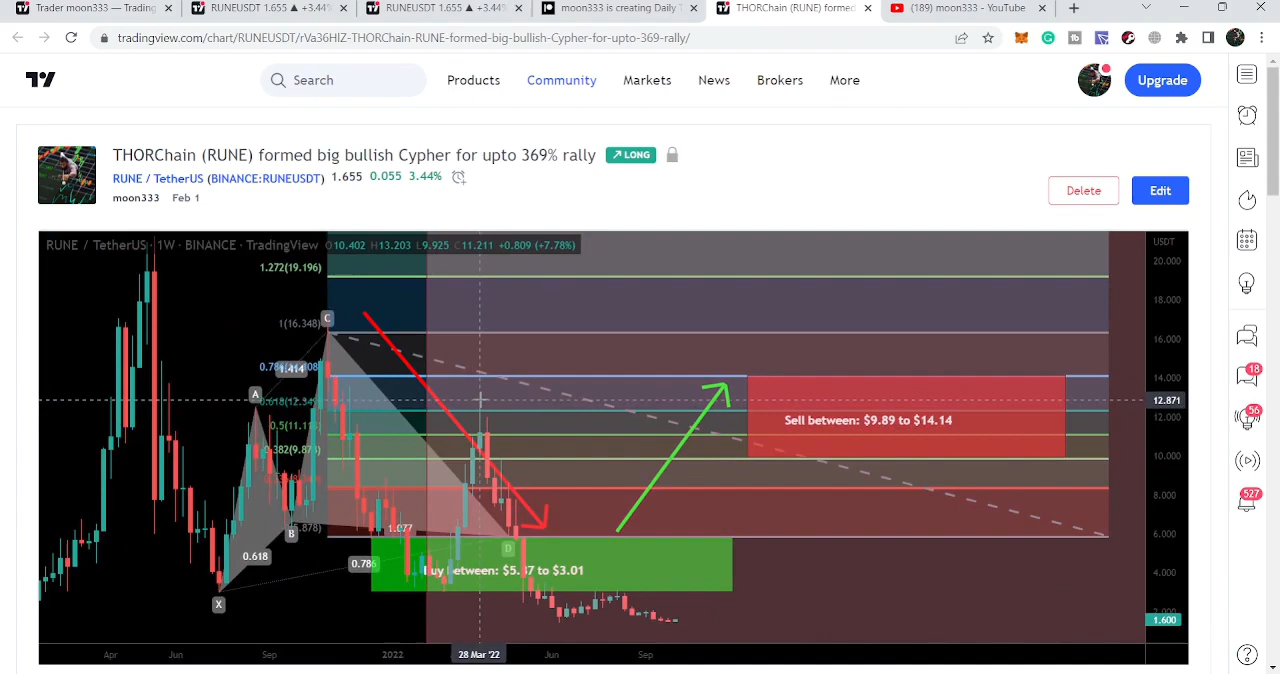 Trader moon333 — Trading
RUNEUSDT 1.655 ▲ +3.44%
RUNEUSDT 1.655 ▲ +3.44%
moon333 is creating Daily T
THORChain (RUNE) formed
(189) moon333 - YouTube
tradingview.com/chart/RUNEUSDT/rVa36HIZ-THORChain-RUNE-formed-big-bullish-Cypher-for-upto-369-rally/
Search
Products
Community
Markets
News
Brokers
More
Upgrade
THORChain (RUNE) formed big bullish Cypher for upto 369% rally
LONG
RUNE / TetherUS (BINANCE:RUNEUSDT) 1.655 0.055 3.44%
moon333 Feb 1
Delete
Edit
RUNE / TetherUS · 1W · BINANCE · TradingView O10.402 H13.203 L9.925 C11.211 +0.809 (+7.78%)
USDT
20.000
1.272(19.196)
18.000
1(16.348)
C
16.000
1.414
14.000
A
12.871
12.000
Sell between: $9.89 to $14.14
10.000
8.000
1.077
B
6.000
D
0.618
0.786
Buy between: $5.87 to $3.01
4.000
X
2.000
1.600
Apr
Jun
Sep
2022
28 Mar '22
Jun
Sep
18
56
527